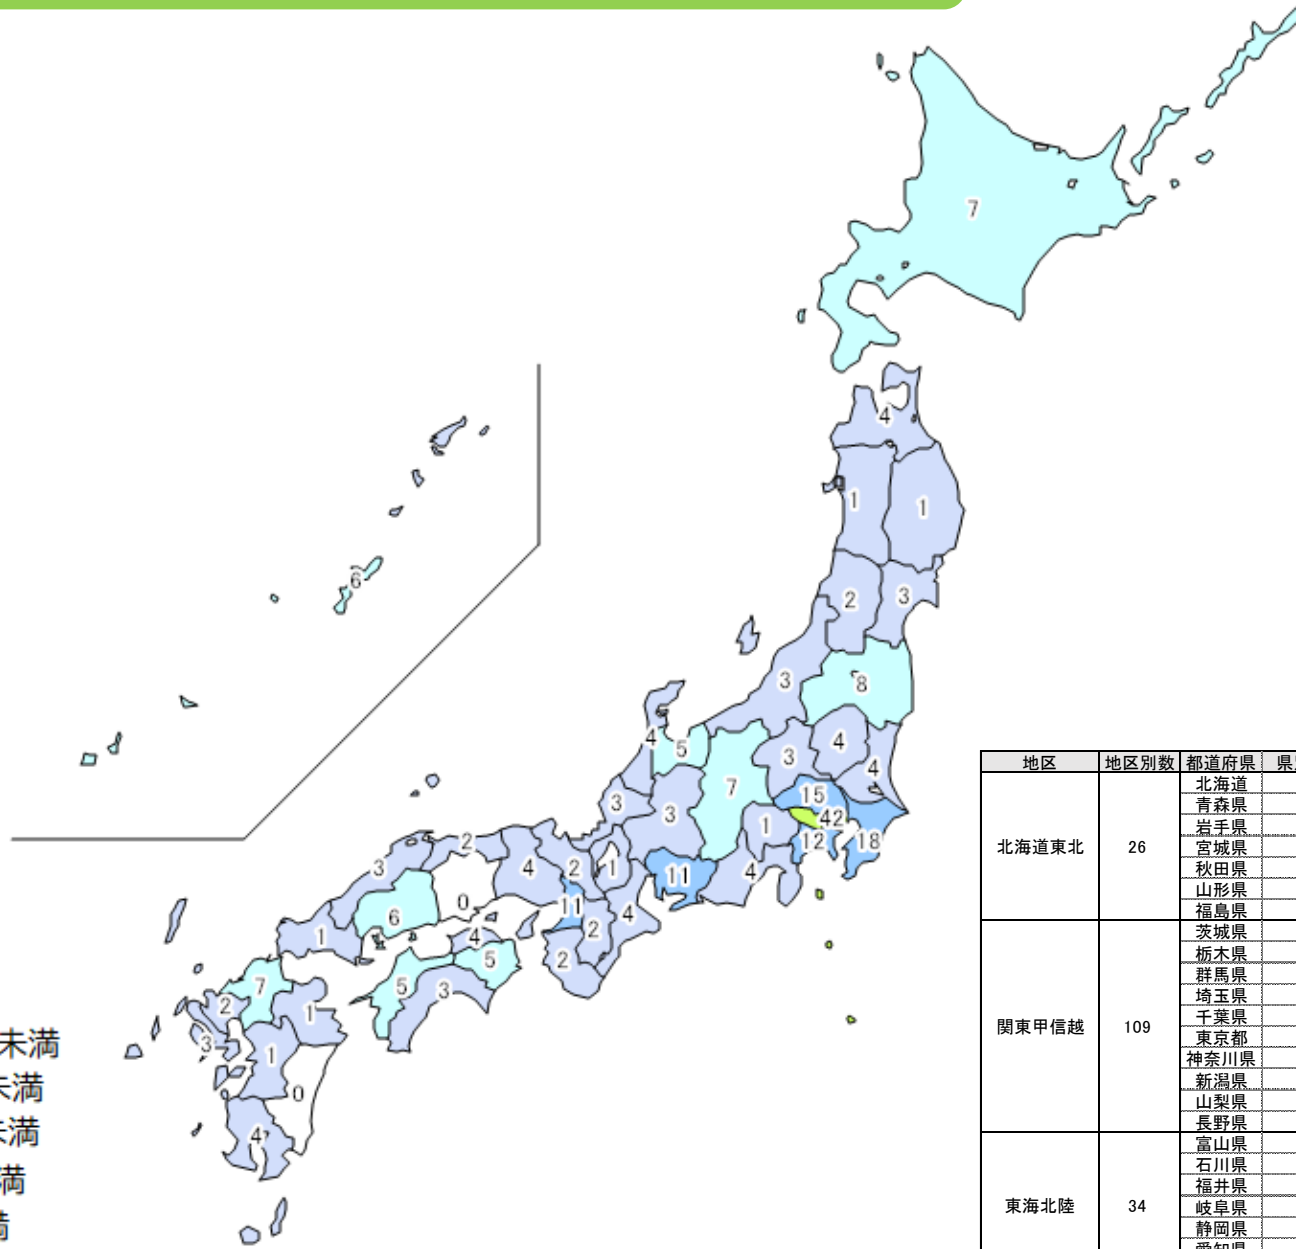 7
4
1
1
2
3
6
3
8
4
5
4
3
4
7
15
3
3
1
42
12
18
2
3
4
2
1
11
4
0
11
4
6
2
1
4
2
5
7
5
3
2
1
3
1
0
4
未満
未満
未満
満
満
地区 地区別数 都道府県
北海道東北 26
北海道
青森県
岩手県
宮城県
秋田県
山形県
福島県
関東甲信越 109
茨城県
栃木県
群馬県
埼玉県
千葉県
東京都
神奈川県
新潟県
山梨県
長野県
東海北陸 34
富山県
石川県
福井県
岐阜県
静岡県